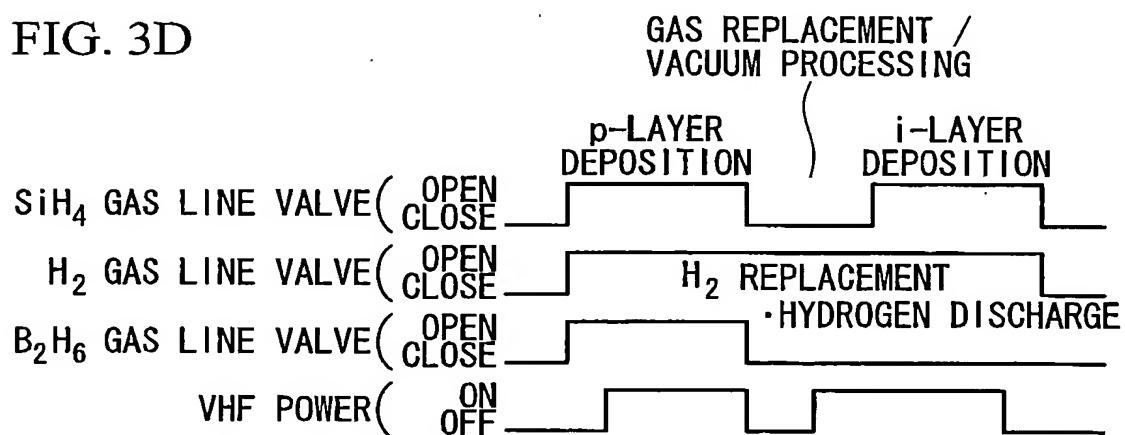 FIG. 3D
GAS REPLACEMENT /
VACUUM PROCESSING
p-LAYER
DEPOSITION
i-LAYER
DEPOSITION
SiH₄ GAS LINE VALVE( OPEN
CLOSE
H₂ GAS LINE VALVE( OPEN
CLOSE
H₂ REPLACEMENT
·HYDROGEN DISCHARGE
B₂H₆ GAS LINE VALVE( OPEN
CLOSE
VHF POWER( ON
OFF